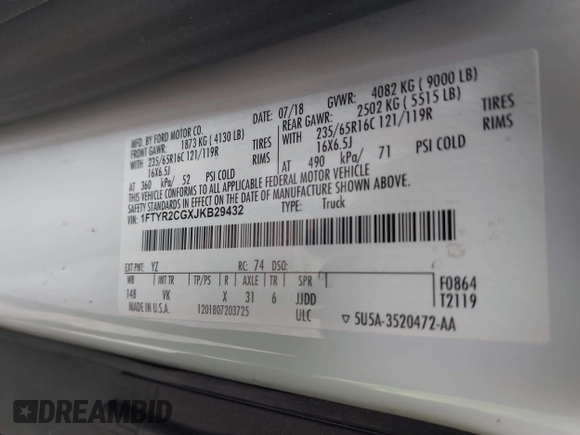 MFD. BY FORD MOTOR CO.
DATE: 07/18 GVWR: 4082 KG ( 9000 LB)
FRONT GAWR: 1873 KG ( 4130 LB) REAR GAWR: 2502 KG ( 5515 LB)
WITH 235/65R16C 121/119R TIRES WITH 235/65R16C 121/119R TIRES
16X6.5J RIMS 16X6.5J RIMS
AT 360 kPa/ 52 PSI COLD AT 490 kPa/ 71 PSI COLD
THIS VEHICLE CONFORMS TO ALL APPLICABLE FEDERAL MOTOR VEHICLE
SAFETY STANDARDS IN EFFECT ON THE DATE OF MANUFACTURE SHOWN ABOVE.
1FTYR2CGXJKB29432 TYPE: Truck
EXT PNT: YZ RC: 74 DSO:
WB INT TR TP/PS R AXLE TR SPR
148 VK X 31 6 JJDD
MADE IN U.S.A. 1201807203725 ULC
F0864
T2119
▽ 5U5A-3520472-AA
DREAMBID